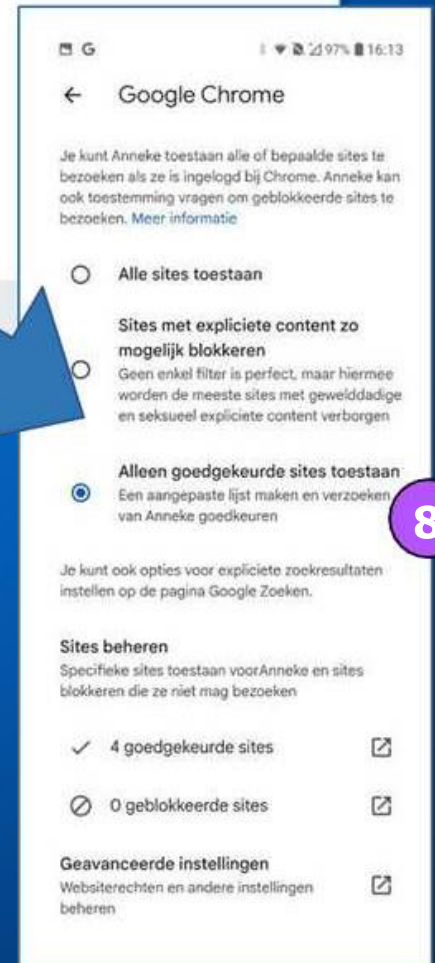 G 97% 16:13
Google Chrome
Je kunt Anneke toestaan alle of bepaalde sites te
bezoeken als ze is ingelogd bij Chrome. Anneke kan
ook toestemming vragen om geblokkeerde sites te
bezoeken. Meer informatie
Alle sites toestaan
Sites met expliciete content zo
mogelijk blokkeren
Geen enkel filter is perfect, maar hiermee
worden de meeste sites met gewelddadige
en seksueel expliciete content verborgen
Alleen goedgekeurde sites toestaan
Een aangepaste lijst maken en verzoeken
van Anneke goedkeuren
8
Je kunt ook opties voor expliciete zoekresultaten
instellen op de pagina Google Zoeken.
Sites beheren
Specifieke sites toestaan voorAnneke en sites
blokkeren die ze niet mag bezoeken
4 goedgekeurde sites
0 geblokkeerde sites
Geavanceerde instellingen
Websiterechten en andere instellingen
beheren